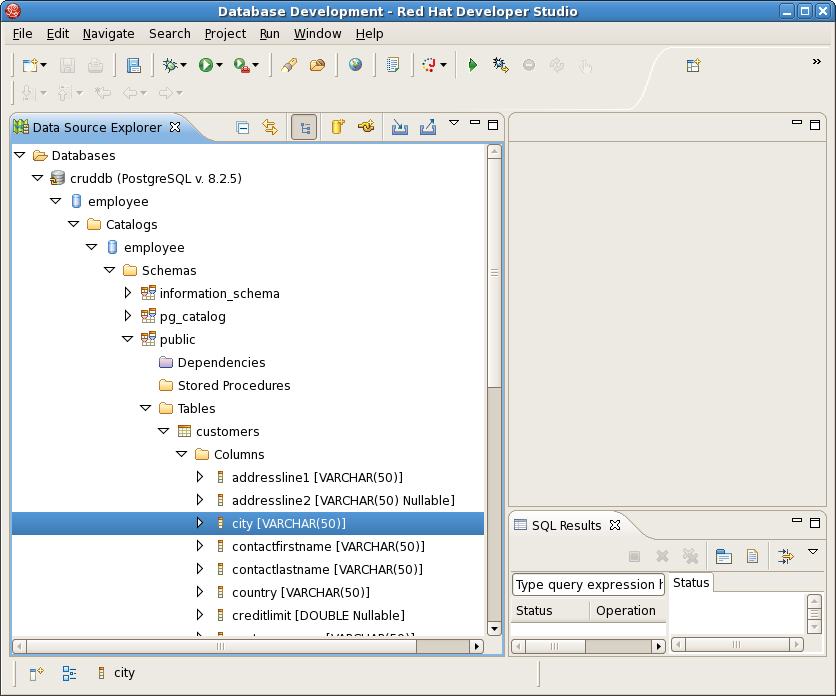 Database Development - Red Hat Developer Studio
File Edit Navigate Search Project Run Window Help
Data Source Explorer
Databases
cruddb (PostgreSQL v. 8.2.5)
employee
Catalogs
employee
Schemas
information_schema
pg_catalog
public
Dependencies
Stored Procedures
Tables
customers
Columns
addressline1 [VARCHAR(50)]
addressline2 [VARCHAR(50) Nullable]
city [VARCHAR(50)]
contactfirstname [VARCHAR(50)]
contactlastname [VARCHAR(50)]
country [VARCHAR(50)]
creditlimit [DOUBLE Nullable]
SQL Results
Type query expression h
Status
Status Operation
city